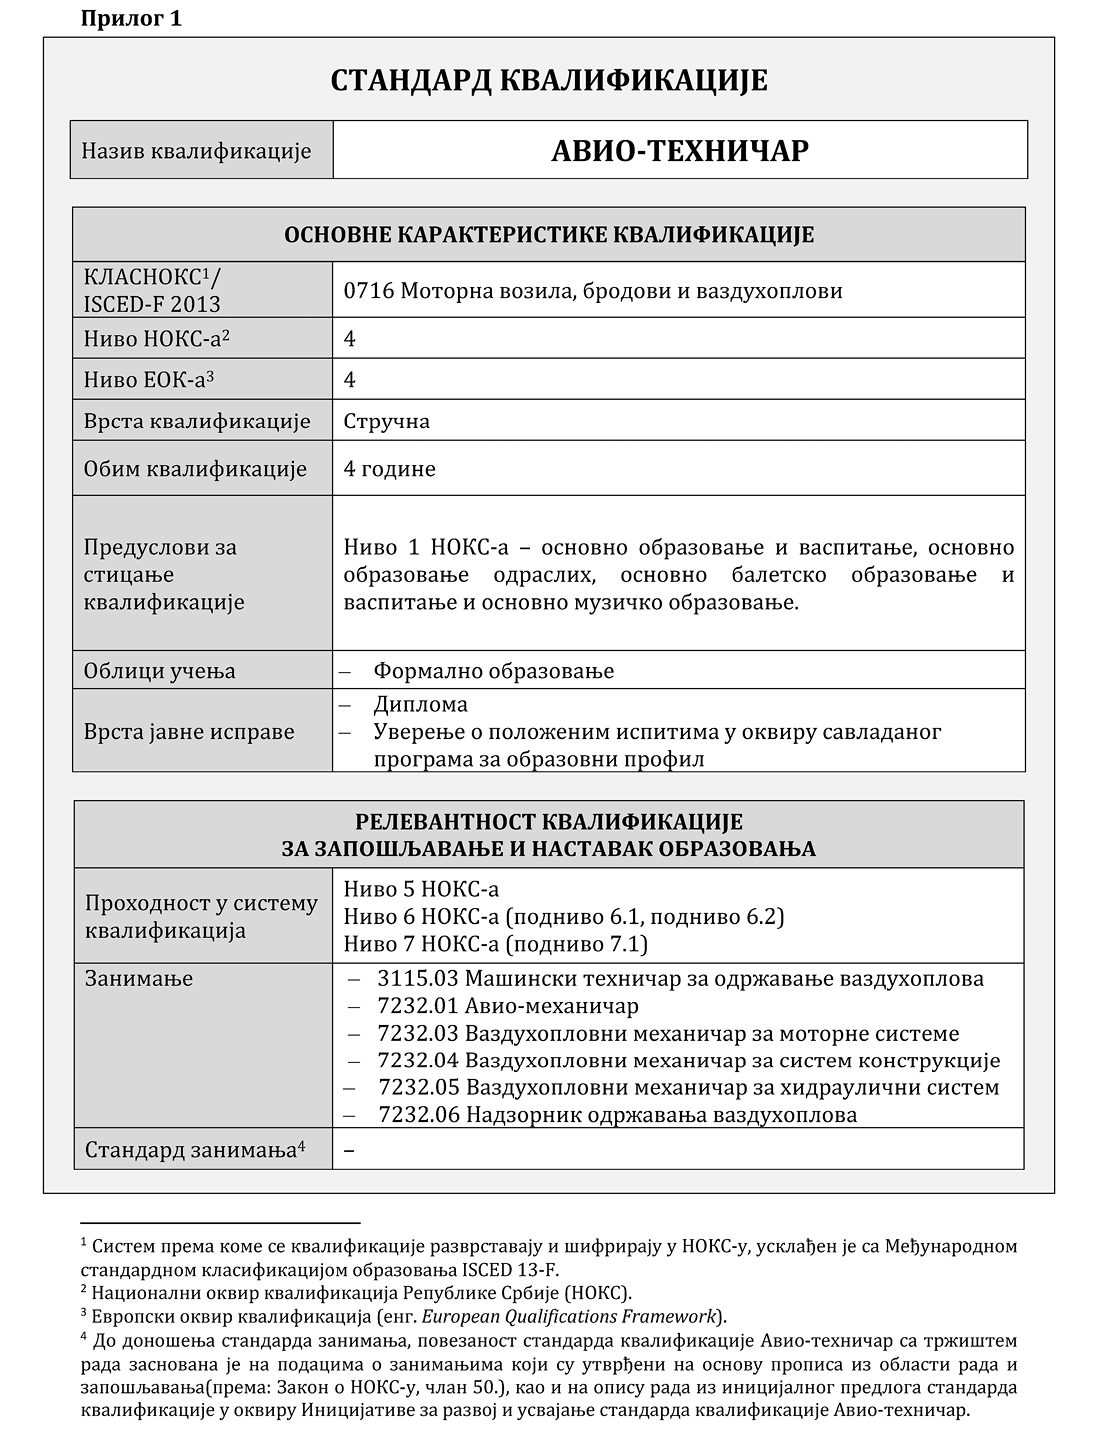 Прилог 1
СТАНДАРД КВАЛИФИКАЦИЈЕ
Назив квалификације
АВИО-ТЕХНИЧАР
ОСНОВНЕ КАРАКТЕРИСТИКЕ КВАЛИФИКАЦИЈЕ
КЛАСНОКС¹/
ISCED-F 2013
0716 Моторна возила, бродови и ваздухоплови
Ниво НОКС-а²
4
Ниво ЕОК-а³
4
Врста квалификације
Стручна
Обим квалификације
4 године
Предуслови за
стицање
квалификације
Ниво 1 НОКС-а – основно образовање и васпитање, основно
образовање одраслих, основно балетско образовање и
васпитање и основно музичко образовање.
Облици учења
– Формално образовање
Врста јавне исправе
– Диплома
– Уверење о положеним испитима у оквиру савладаног
програма за образовни профил
РЕЛЕВАНТНОСТ КВАЛИФИКАЦИЈЕ
ЗА ЗАПОШЉАВАЊЕ И НАСТАВАК ОБРАЗОВАЊА
Проходност у систему
квалификација
Ниво 5 НОКС-а
Ниво 6 НОКС-а (подниво 6.1, подниво 6.2)
Ниво 7 НОКС-а (подниво 7.1)
Занимање
– 3115.03 Машински техничар за одржавање ваздухоплова
– 7232.01 Авио-механичар
– 7232.03 Ваздухопловни механичар за моторне системе
– 7232.04 Ваздухопловни механичар за систем конструкције
– 7232.05 Ваздухопловни механичар за хидраулични систем
– 7232.06 Надзорник одржавања ваздухоплова
Стандард занимања⁴
–
¹ Систем према коме се квалификације разврставају и шифрирају у НОКС-у, усклађен је са Међународном
стандардном класификацијом образовања ISCED 13-F.
² Национални оквир квалификација Републике Србије (НОКС).
³ Европски оквир квалификација (енг. European Qualifications Framework).
⁴ До доношења стандарда занимања, повезаност стандарда квалификације Авио-техничар са тржиштем
рада заснована је на подацима о занимањима који су утврђени на основу прописа из области рада и
запошљавања(према: Закон о НОКС-у, члан 50.), као и на опису рада из иницијалног предлога стандарда
квалификације у оквиру Иницијативе за развој и усвајање стандарда квалификације Авио-техничар.